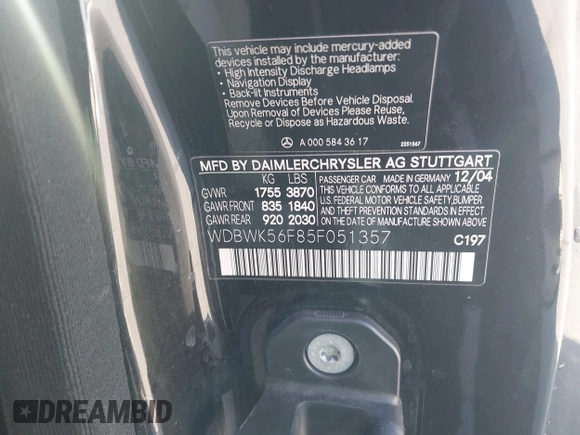 This vehicle may include mercury-added
devices installed by the manufacturer:
• High Intensity Discharge Headlamps
• Navigation Display
• Back-lit Instruments
Remove Devices Before Vehicle Disposal.
Upon Removal of Devices Please Reuse,
Recycle or Dispose as Hazardous Waste.
A 000 584 36 17 2251567
MFD BY DAIMLERCHRYSLER AG STUTTGART
KG LBS PASSENGER CAR MADE IN GERMANY 12/04
GVWR 1755 3870 THIS VEHICLE CONFORMS TO ALL APPLICABLE
GAWR FRONT 835 1840 U.S. FEDERAL MOTOR VEHICLE SAFETY, BUMPER
GAWR REAR 920 2030 AND THEFT PREVENTION STANDARDS IN EFFECT
ON THE DATE OF MANUFACTURE SHOWN ABOVE.
WDBWK56F85F051357 C197
DREAMBID